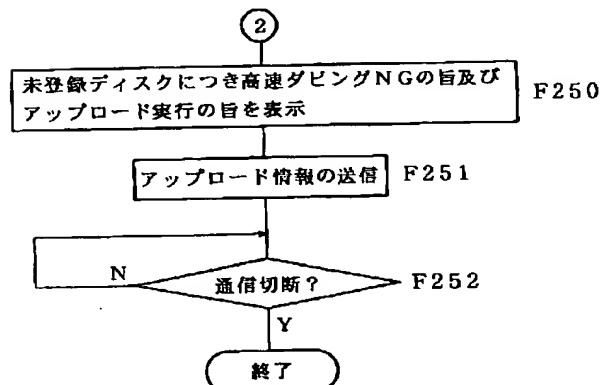 2
未登録ディスクにつき高速ダビングNGの旨及び F250
アップロード実行の旨を表示
アップロード情報の送信 F251
N 通信切断? F252
Y
終了